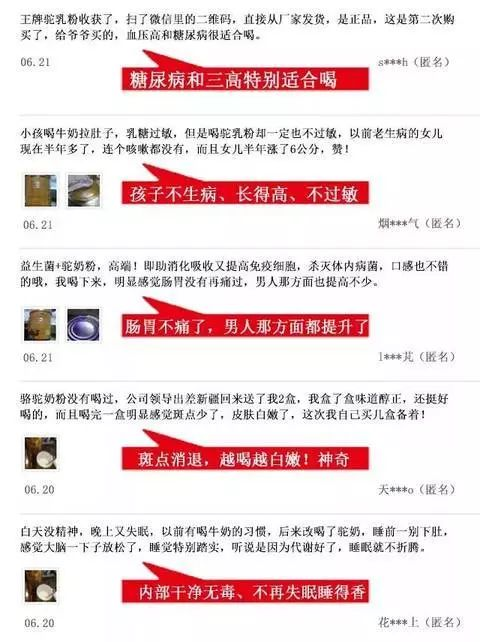 王牌驼乳粉收获了，扫了微信里的二维码，直接从厂家发货，是正品，这是第二次购
买了，给爷爷买的，血压高和糖尿病很适合喝。
06.21
s***h（匿名）
糖尿病和三高特别适合喝
小孩喝牛奶拉肚子，乳糖过敏，但是喝驼乳粉却一定也不过敏，以前老生病的女儿
现在半年多了，连个咳嗽都没有，而且女儿半年涨了6公分，赞！
孩子不生病、长得高、不过敏
06.21
烟***气（匿名）
益生菌+驼奶粉，高端！即助消化吸收又提高免疫细胞，杀灭体内病菌，口感也不错
的哦，我喝下来，明显感觉肠胃没有再痛过，男人那方面也提高不少。
肠胃不痛了，男人那方面都提升了
06.21
l***芃（匿名）
骆驼奶粉没有喝过，公司领导出差新疆回来送了我2盒，我盒了盒味道醇正，还挺好
喝的，而且喝完一盒明显感觉斑点少了，皮肤白嫩了，这次我自己买几盒备着！
斑点消退，越喝越白嫩！神奇
06.20
天***o（匿名）
白天没精神，晚上又失眠，以前有喝牛奶的习惯，后来改喝了驼奶，睡前一别下肚，
感觉大脑一下子放松了，睡觉特别踏实，听说是因为代谢好了，睡眠就不折腾。
内部干净无毒、不再失眠睡得香
06.20
花***上（匿名）